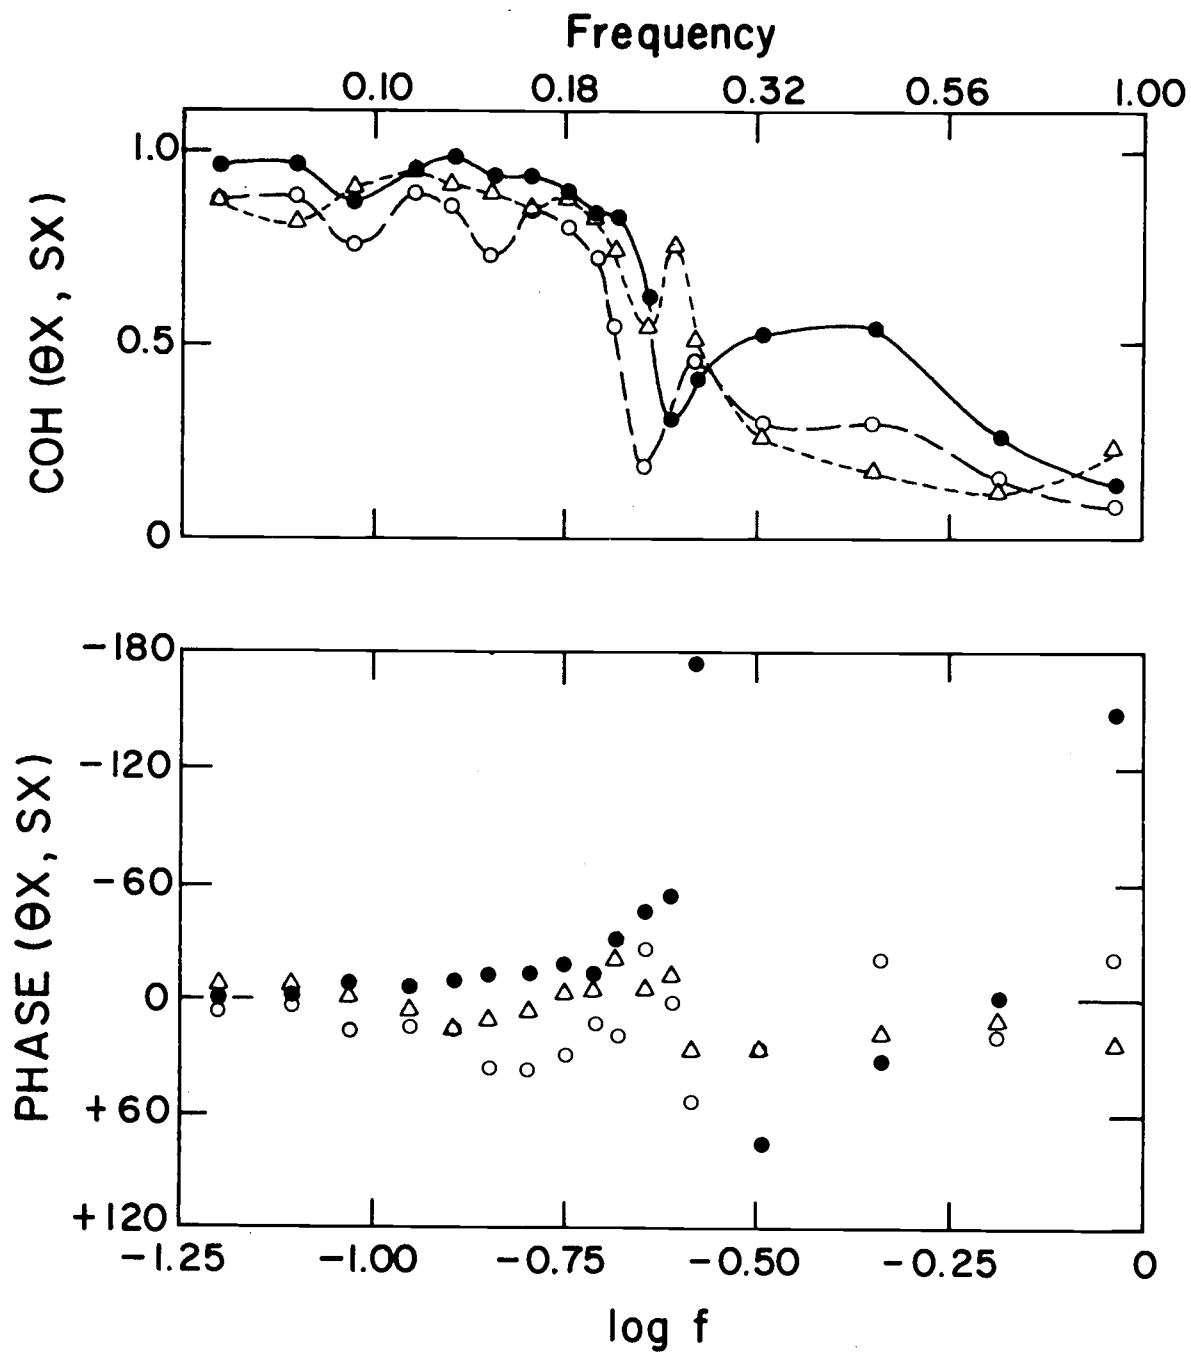 Frequency
0.10 0.18 0.32 0.56 1.00
1.0
0.5
0
COH (ΘX, SX)
-180
-120
-60
0
+60
+120
PHASE (ΘX, SX)
-1.25 -1.00 -0.75 -0.50 -0.25 0
log f